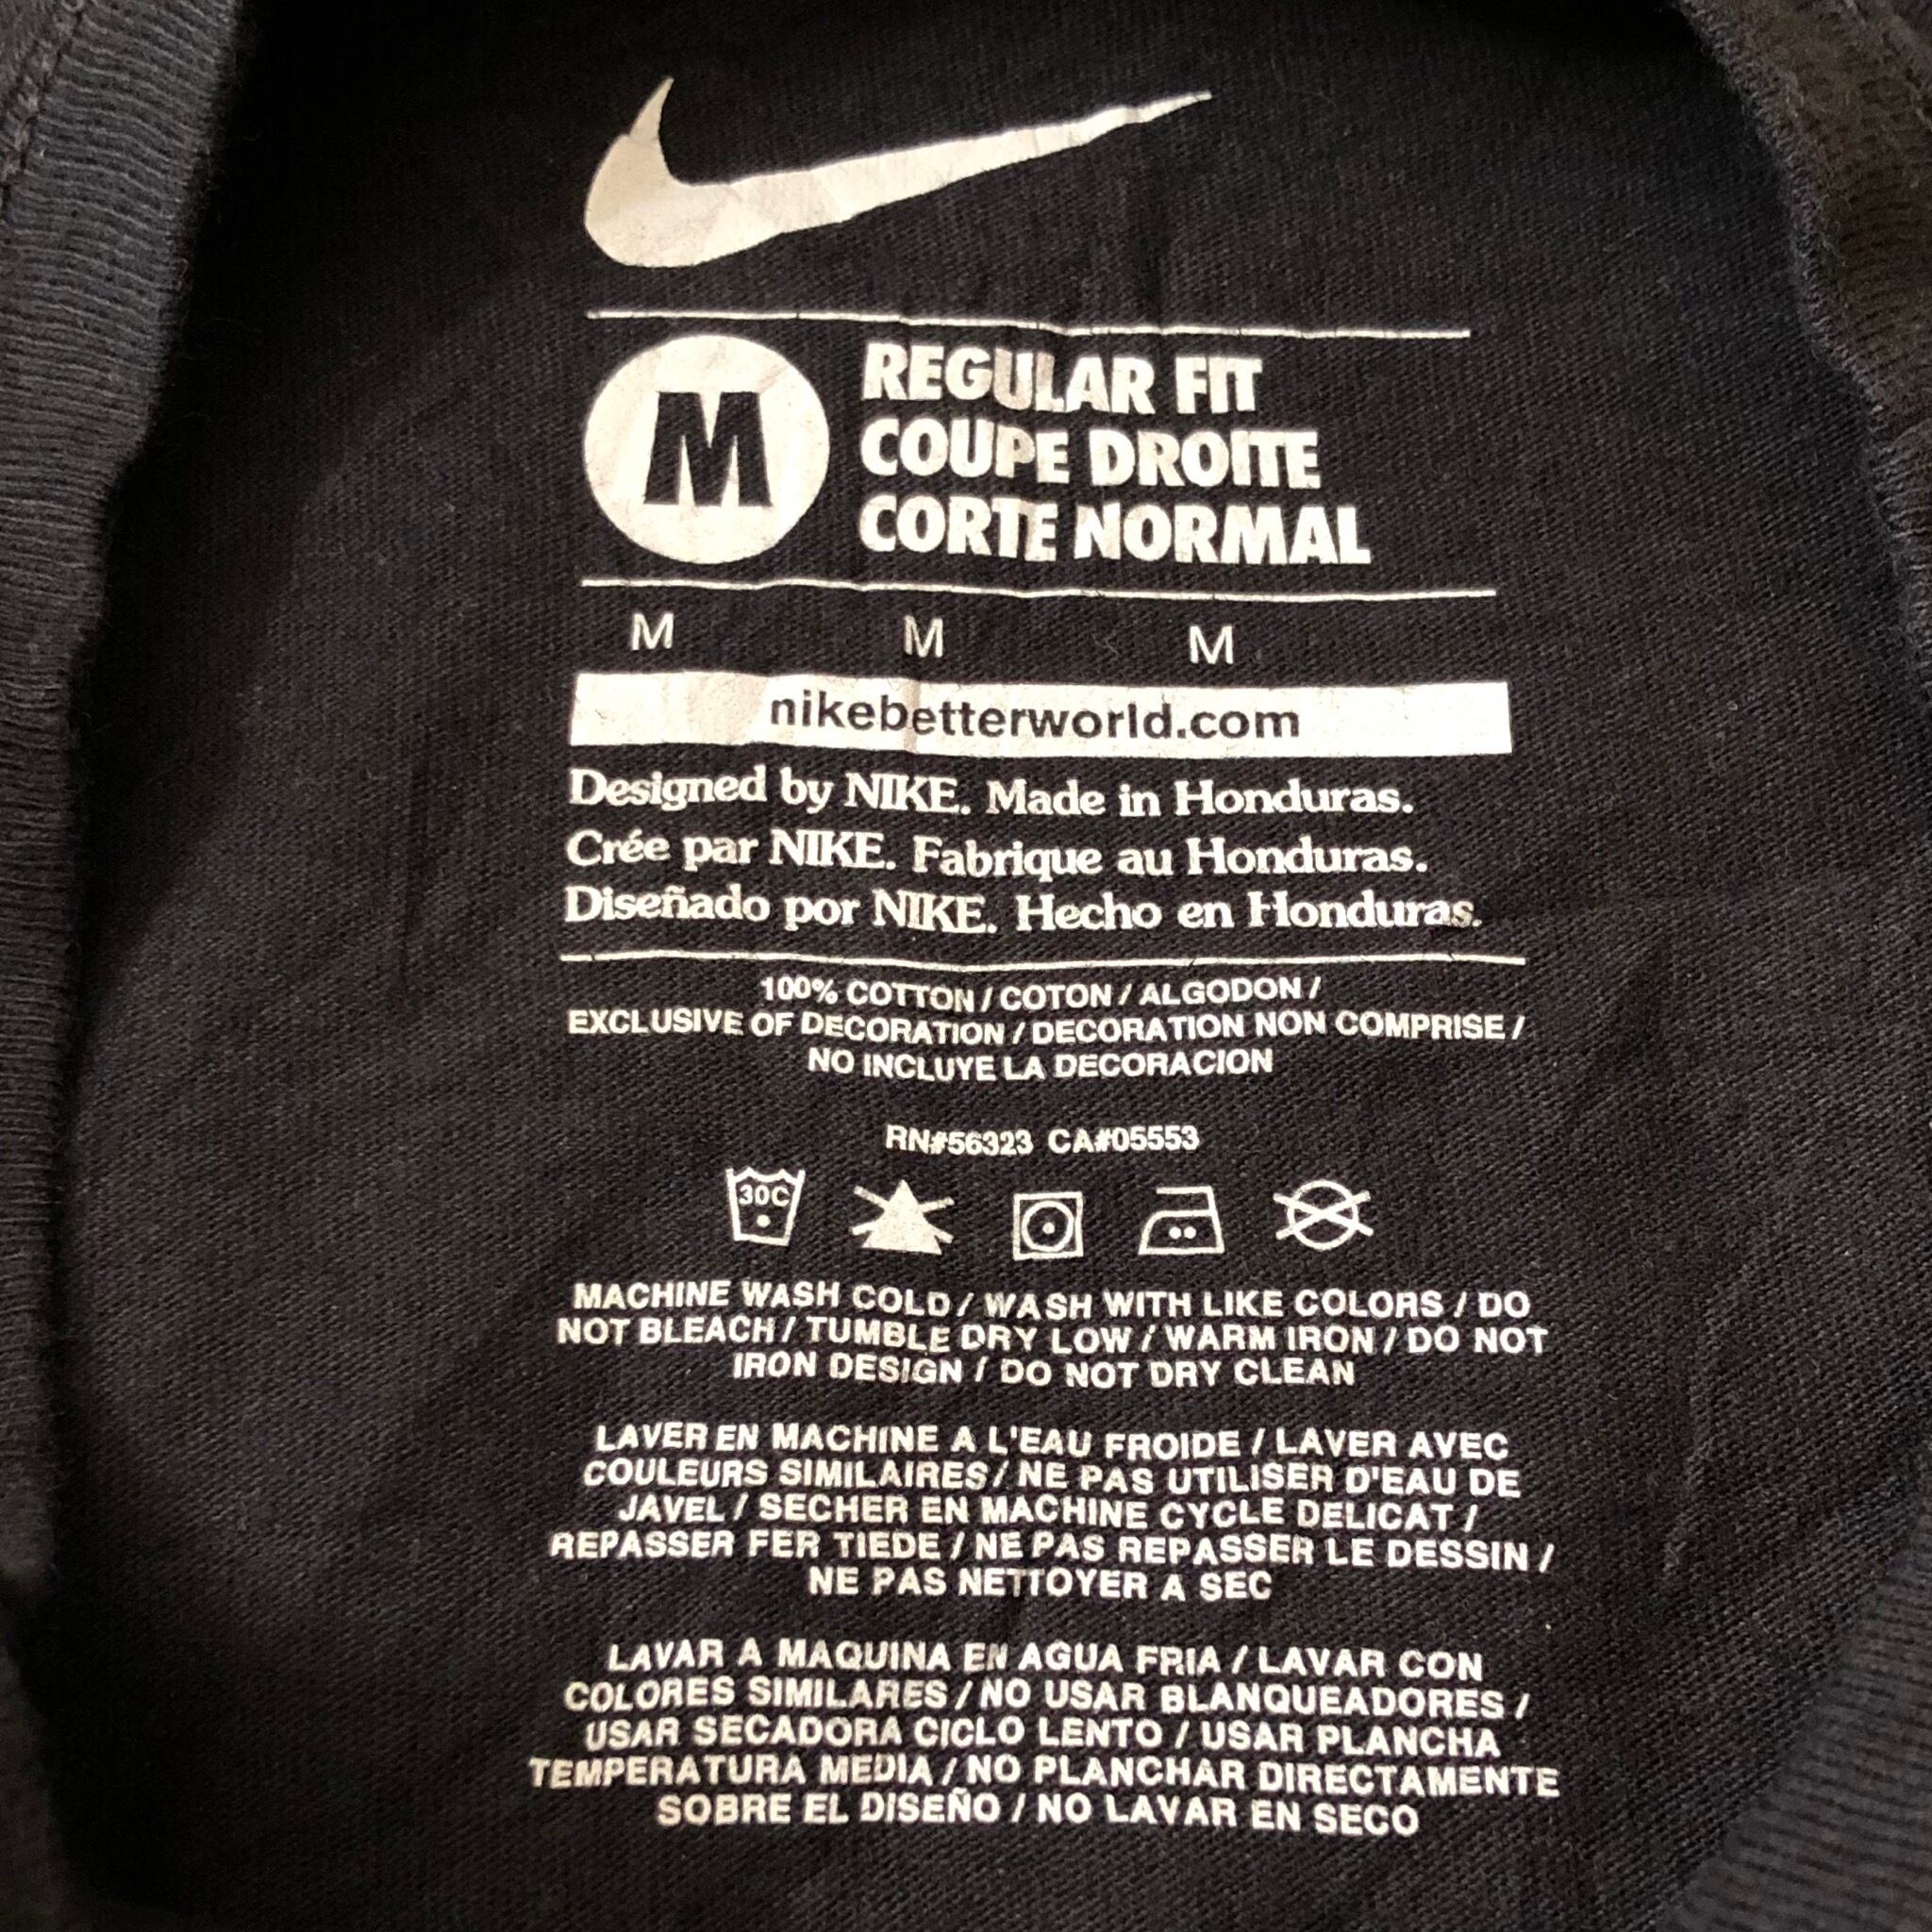 M
REGULAR FIT
COUPE DROITE
CORTE NORMAL
M M M
nikebetterworld.com
Designed by NIKE. Made in Honduras.
Crée par NIKE. Fabrique au Honduras.
Diseñado por NIKE. Hecho en Honduras.
100% COTTON / COTON / ALGODON /
EXCLUSIVE OF DECORATION / DECORATION NON COMPRISE /
NO INCLUYE LA DECORACION
RN#56323 CA#05553
30C
MACHINE WASH COLD / WASH WITH LIKE COLORS / DO
NOT BLEACH / TUMBLE DRY LOW / WARM IRON / DO NOT
IRON DESIGN / DO NOT DRY CLEAN
LAVER EN MACHINE A L'EAU FROIDE / LAVER AVEC
COULEURS SIMILAIRES / NE PAS UTILISER D'EAU DE
JAVEL / SECHER EN MACHINE CYCLE DELICAT /
REPASSER FER TIEDE / NE PAS REPASSER LE DESSIN /
NE PAS NETTOYER A SEC
LAVAR A MAQUINA EN AGUA FRIA / LAVAR CON
COLORES SIMILARES / NO USAR BLANQUEADORES /
USAR SECADORA CICLO LENTO / USAR PLANCHA
TEMPERATURA MEDIA / NO PLANCHAR DIRECTAMENTE
SOBRE EL DISEÑO / NO LAVAR EN SECO